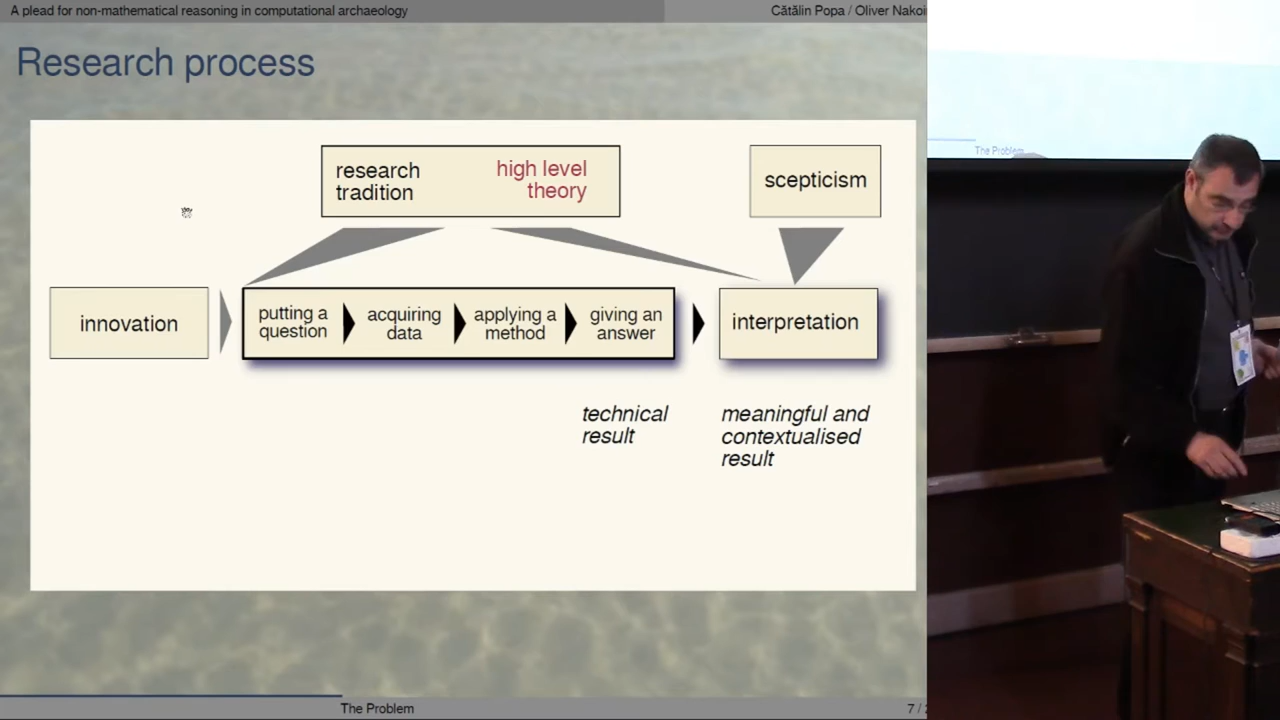 A plead for non-mathematical reasoning in computational archaeology
Cătălin Popa / Oliver
Research process
research
tradition
high level
theory
scepticism
innovation
putting a
question
acquiring
data
applying a
method
giving an
answer
interpretation
technical
result
meaningful and
contextualised
result
The Problem
7 /
The Problem